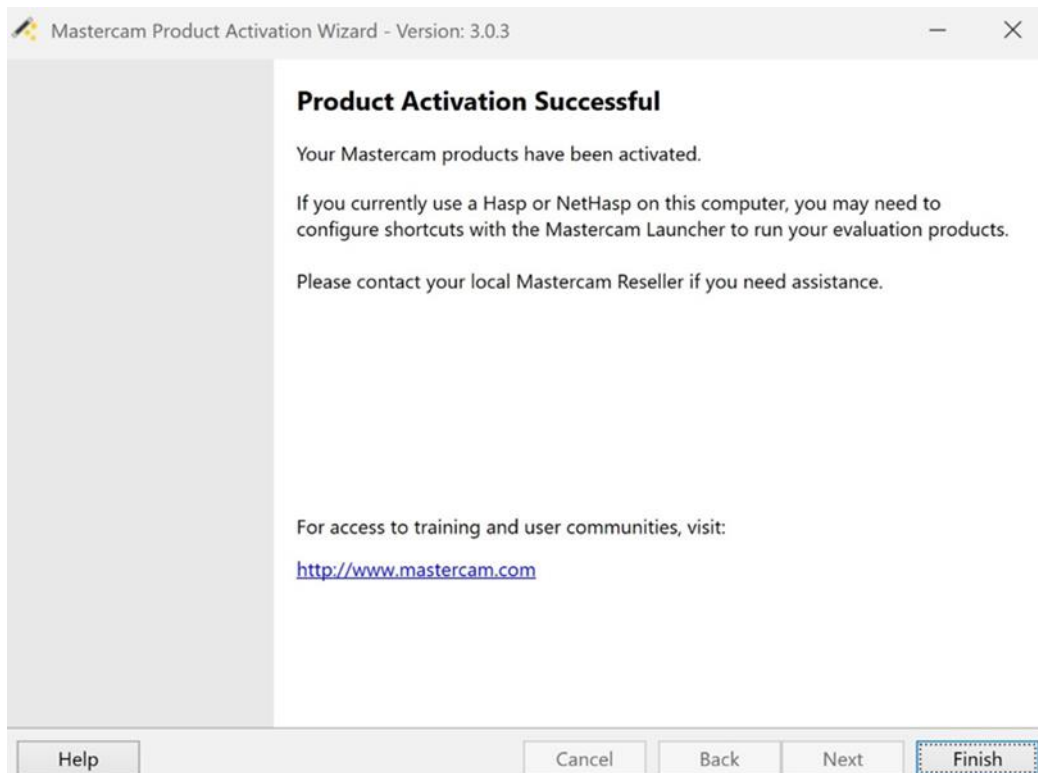 Mastercam Product Activation Wizard - Version: 3.0.3
Product Activation Successful
Your Mastercam products have been activated.
If you currently use a Hasp or NetHasp on this computer, you may need to
configure shortcuts with the Mastercam Launcher to run your evaluation products.
Please contact your local Mastercam Reseller if you need assistance.
For access to training and user communities, visit:
http://www.mastercam.com
Help Cancel Back Next Finish